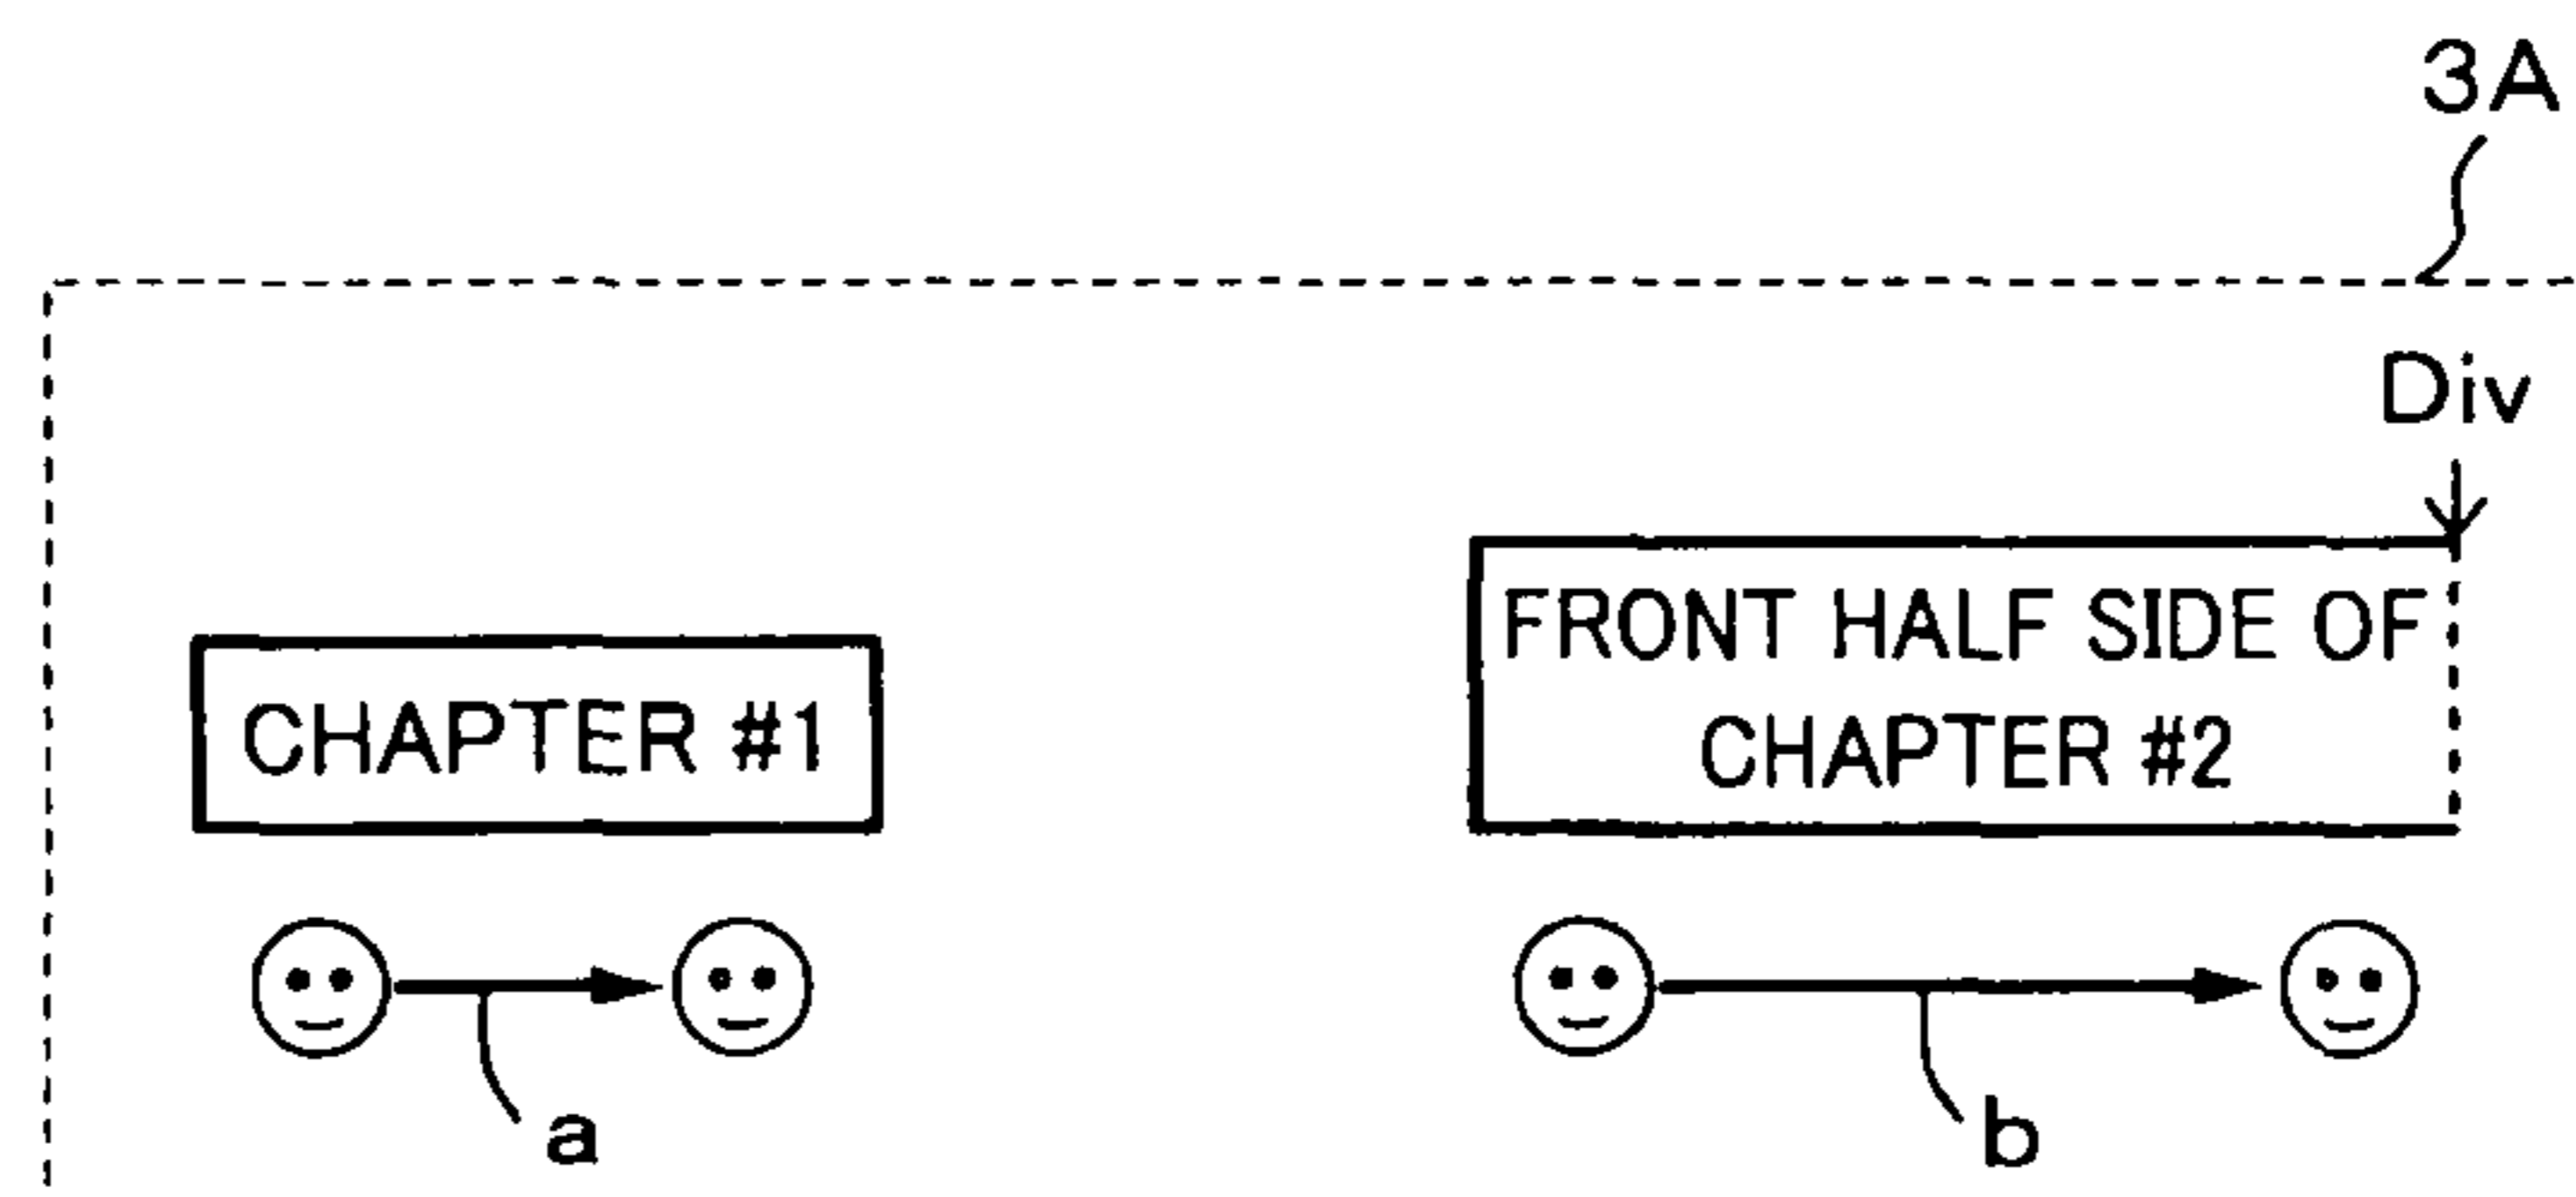 3A
Div
CHAPTER #1
FRONT HALF SIDE OF
CHAPTER #2
a
b